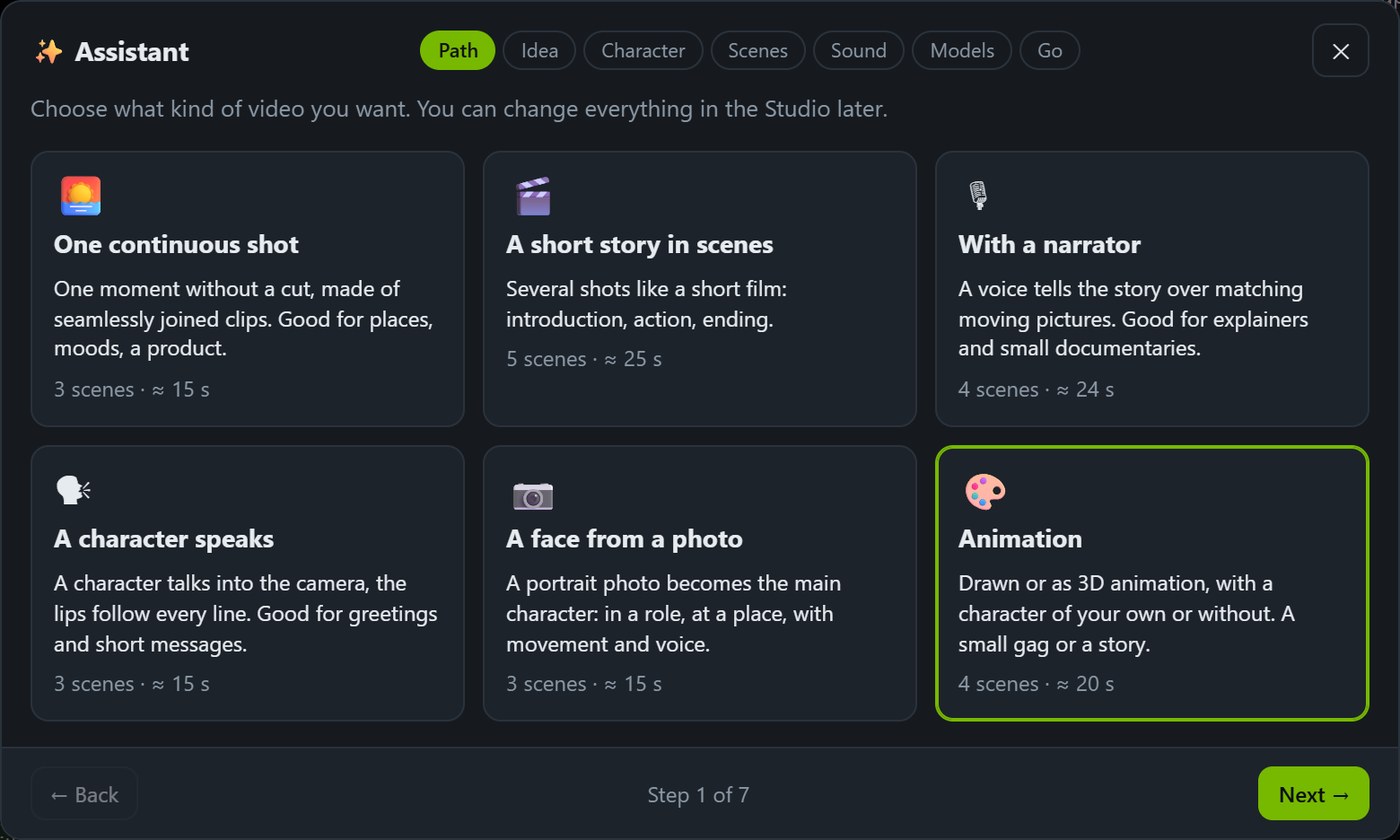 Assistant
Path
Idea
Character
Scenes
Sound
Models
Go
Choose what kind of video you want. You can change everything in the Studio later.
One continuous shot
One moment without a cut, made of
seamlessly joined clips. Good for places,
moods, a product.
3 scenes · ≈ 15 s
A short story in scenes
Several shots like a short film:
introduction, action, ending.
5 scenes · ≈ 25 s
With a narrator
A voice tells the story over matching
moving pictures. Good for explainers
and small documentaries.
4 scenes · ≈ 24 s
A character speaks
A character talks into the camera, the
lips follow every line. Good for greetings
and short messages.
3 scenes · ≈ 15 s
A face from a photo
A portrait photo becomes the main
character: in a role, at a place, with
movement and voice.
3 scenes · ≈ 15 s
Animation
Drawn or as 3D animation, with a
character of your own or without. A
small gag or a story.
4 scenes · ≈ 20 s
← Back
Step 1 of 7
Next →